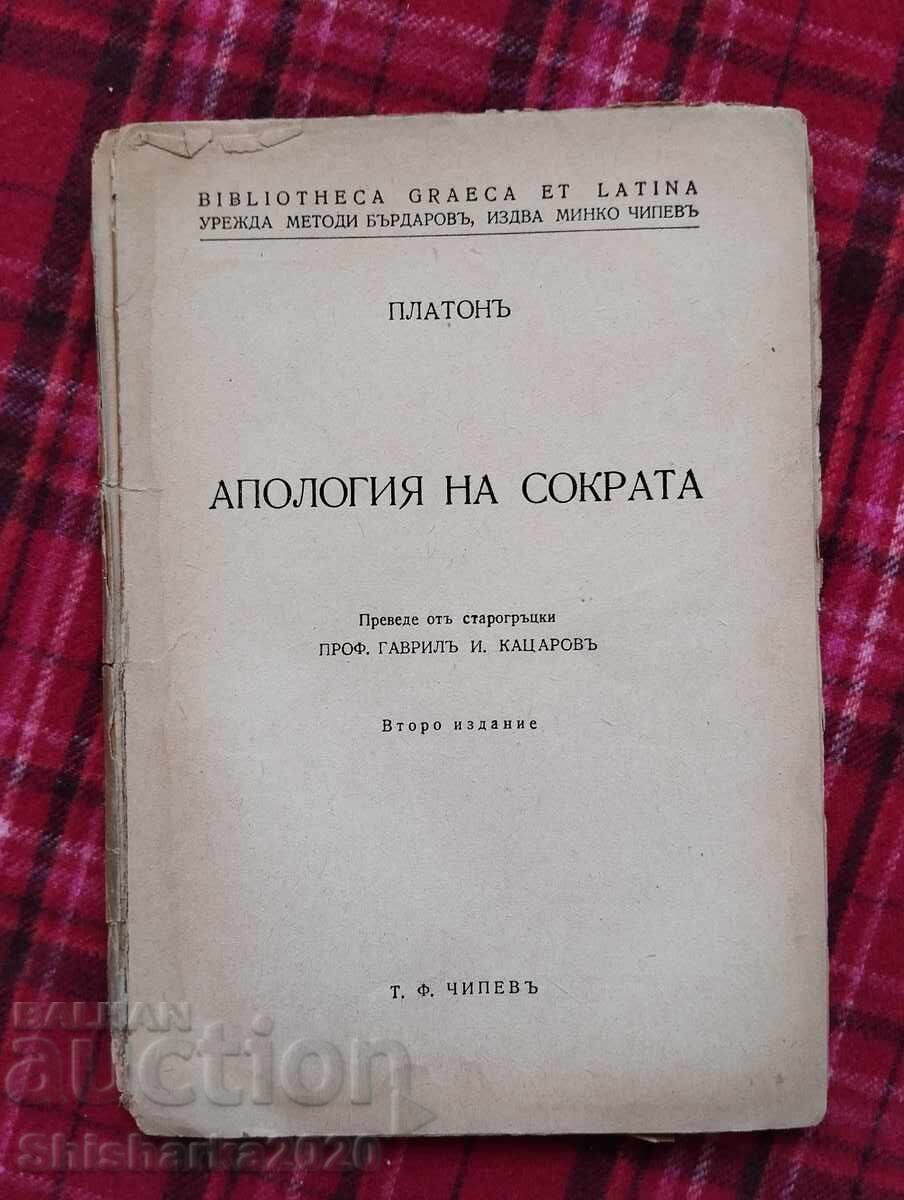 BIBLIOTHECA GRAECA ET LATINA
УРЕЖДА МЕТОДИ БЪРДАРОВЪ, ИЗДВА МИНКО ЧИПЕВЪ
ПЛАТОНЪ
АПОЛОГИЯ НА СОКРАТА
Преведе отъ старогръцки
ПРОФ. ГАВРИЛЪ И. КАЦАРОВЪ
Второ издание
Т. Ф. ЧИПЕВЪ
BALKAN
auction
Shisharka2020